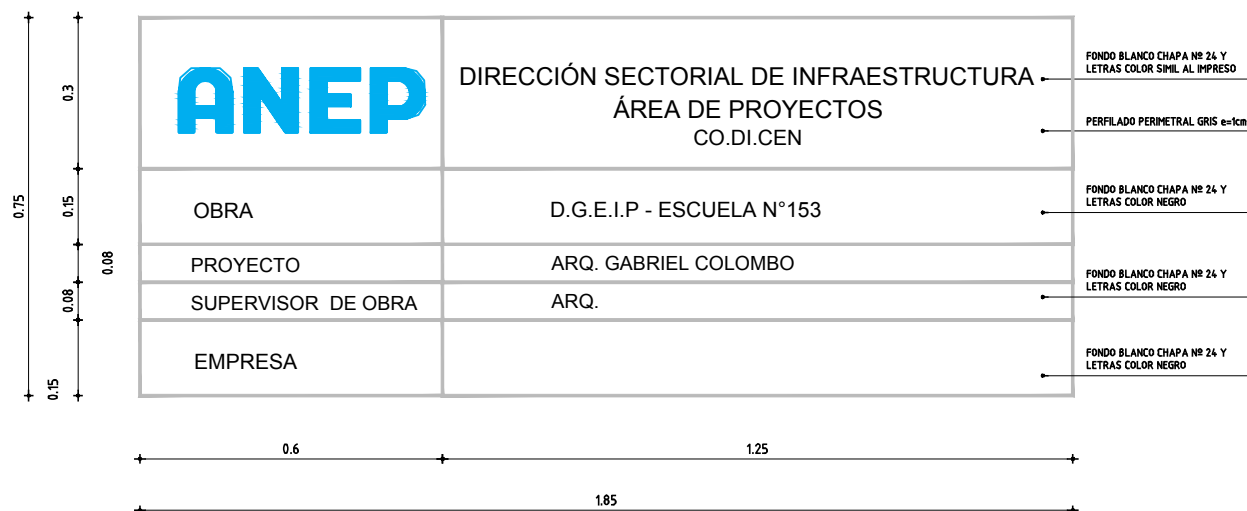 ANEP
DIRECCIÓN SECTORIAL DE INFRAESTRUCTURA
ÁREA DE PROYECTOS
CO.DI.CEN
FONDO BLANCO CHAPA Nº 24 Y
LETRAS COLOR SIMIL AL IMPRESO
PERFILADO PERIMETRAL GRIS e=1cm
0.3
0.75
0.15
OBRA
D.G.E.I.P - ESCUELA N°153
FONDO BLANCO CHAPA Nº 24 Y
LETRAS COLOR NEGRO
0.08
PROYECTO
ARQ. GABRIEL COLOMBO
0.08
SUPERVISOR  DE OBRA
ARQ.
FONDO BLANCO CHAPA Nº 24 Y
LETRAS COLOR NEGRO
0.15
EMPRESA
FONDO BLANCO CHAPA Nº 24 Y
LETRAS COLOR NEGRO
0.6
1.25
1.85